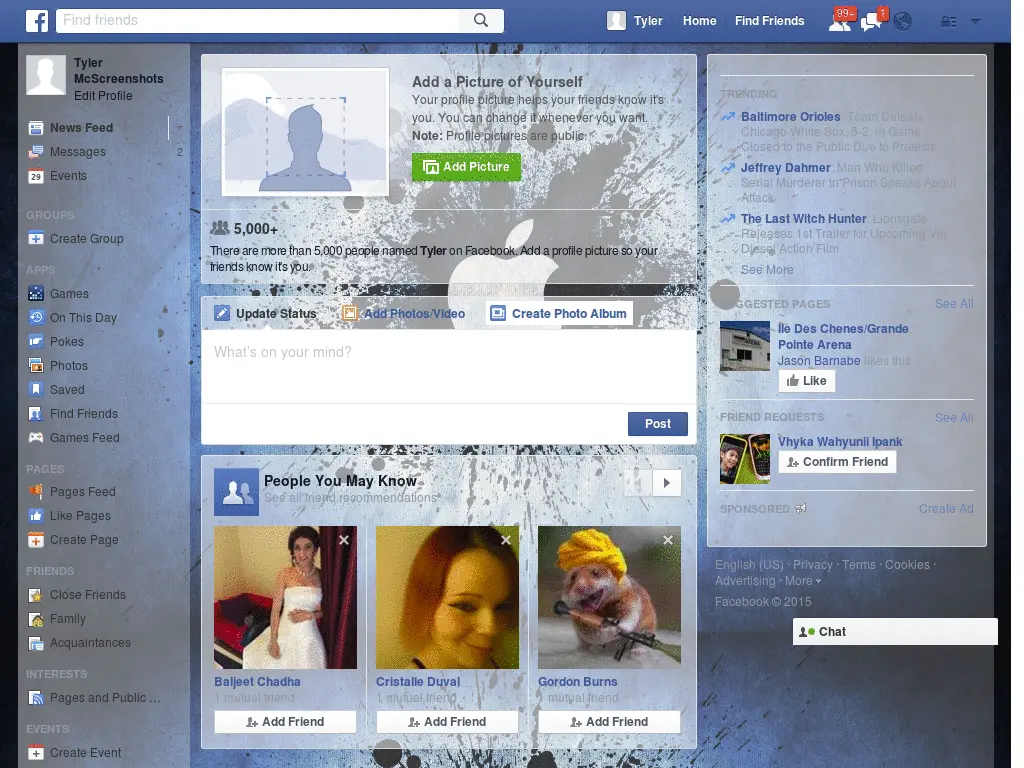 Find friends
Tyler
Home
Find Friends
99+
1
Tyler
McScreenshots
Edit Profile
News Feed
Messages
2
29
Events
GROUPS
Create Group
APPS
Games
On This Day
Pokes
Photos
Saved
Find Friends
Games Feed
PAGES
Pages Feed
Like Pages
Create Page
FRIENDS
Close Friends
Family
Acquaintances
INTERESTS
Pages and Public ...
EVENTS
Create Event
Add a Picture of Yourself
Your profile picture helps your friends know it's
you. You can change it whenever you want.
Note: Profile pictures are public.
Add Picture
5,000+
There are more than 5,000 people named Tyler on Facebook. Add a profile picture so your
friends know it's you.
Update Status
Add Photos/Video
Create Photo Album
What's on your mind?
Post
People You May Know
See all friend recommendations
Baljeet Chadha
1 mutual friend
Add Friend
Cristalle Duval
1 mutual friend
Add Friend
Gordon Burns
1 mutual friend
Add Friend
TRENDING
Baltimore Orioles: Team Defeats
Chicago White Sox, 8-2, in Game
Closed to the Public Due to Protests
Jeffrey Dahmer: Man Who Killed
Serial Murderer in Prison Speaks About
Attack
The Last Witch Hunter: Lionsgate
Releases 1st Trailer for Upcoming Vin
Diesel Action Film
See More
SUGGESTED PAGES
See All
ARENA
Île Des Chenes/Grande
Pointe Arena
Jason Barnabe likes this.
Like
FRIEND REQUESTS
See All
Vhyka Wahyunii Ipank
Confirm Friend
SPONSORED
Create Ad
English (US) · Privacy · Terms · Cookies ·
Advertising · More
Facebook © 2015
Chat